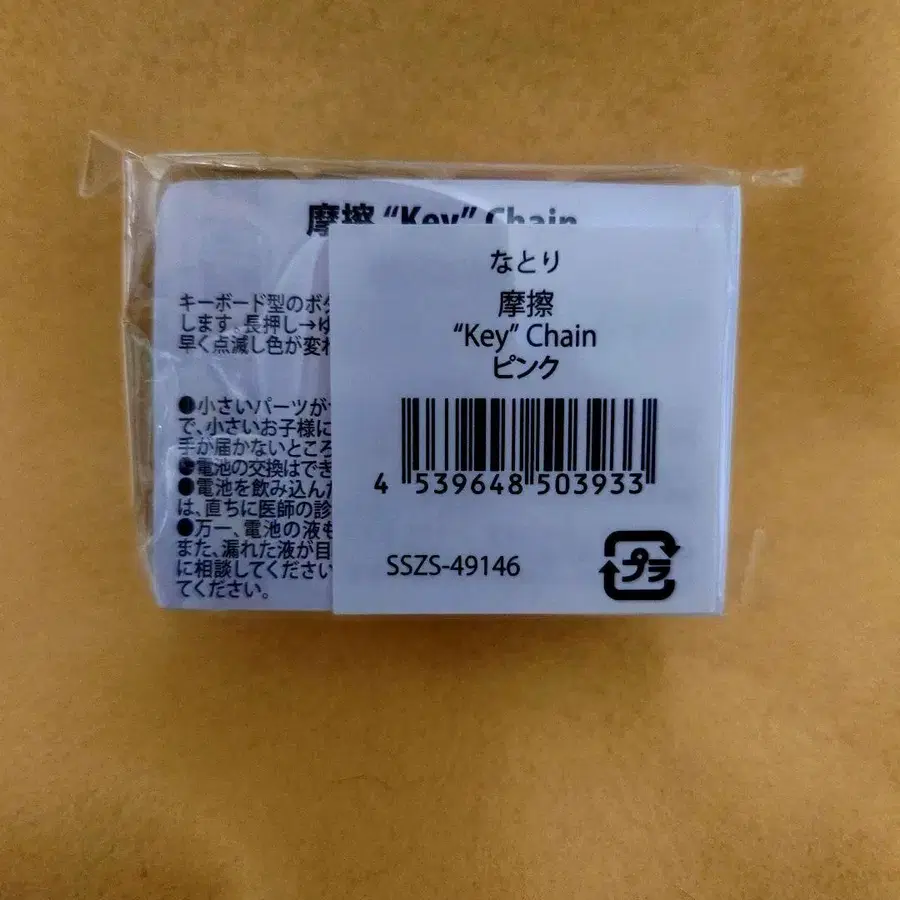 摩擦 “Key” Chain
キーボード型のボタ
します。長押し→ゆ
早く点滅し色が変わ
●小さいパーツが
で、小さいお子様に
手が届かないところ
●電池の交換はでき
●電池を飲み込んだ
は、直ちに医師の診
●万一、電池の液も
また、漏れた液が目
に相談してください
てください。
なとり
摩擦
“Key” Chain
ピンク
4 539648 503933
SSZS-49146
プラ